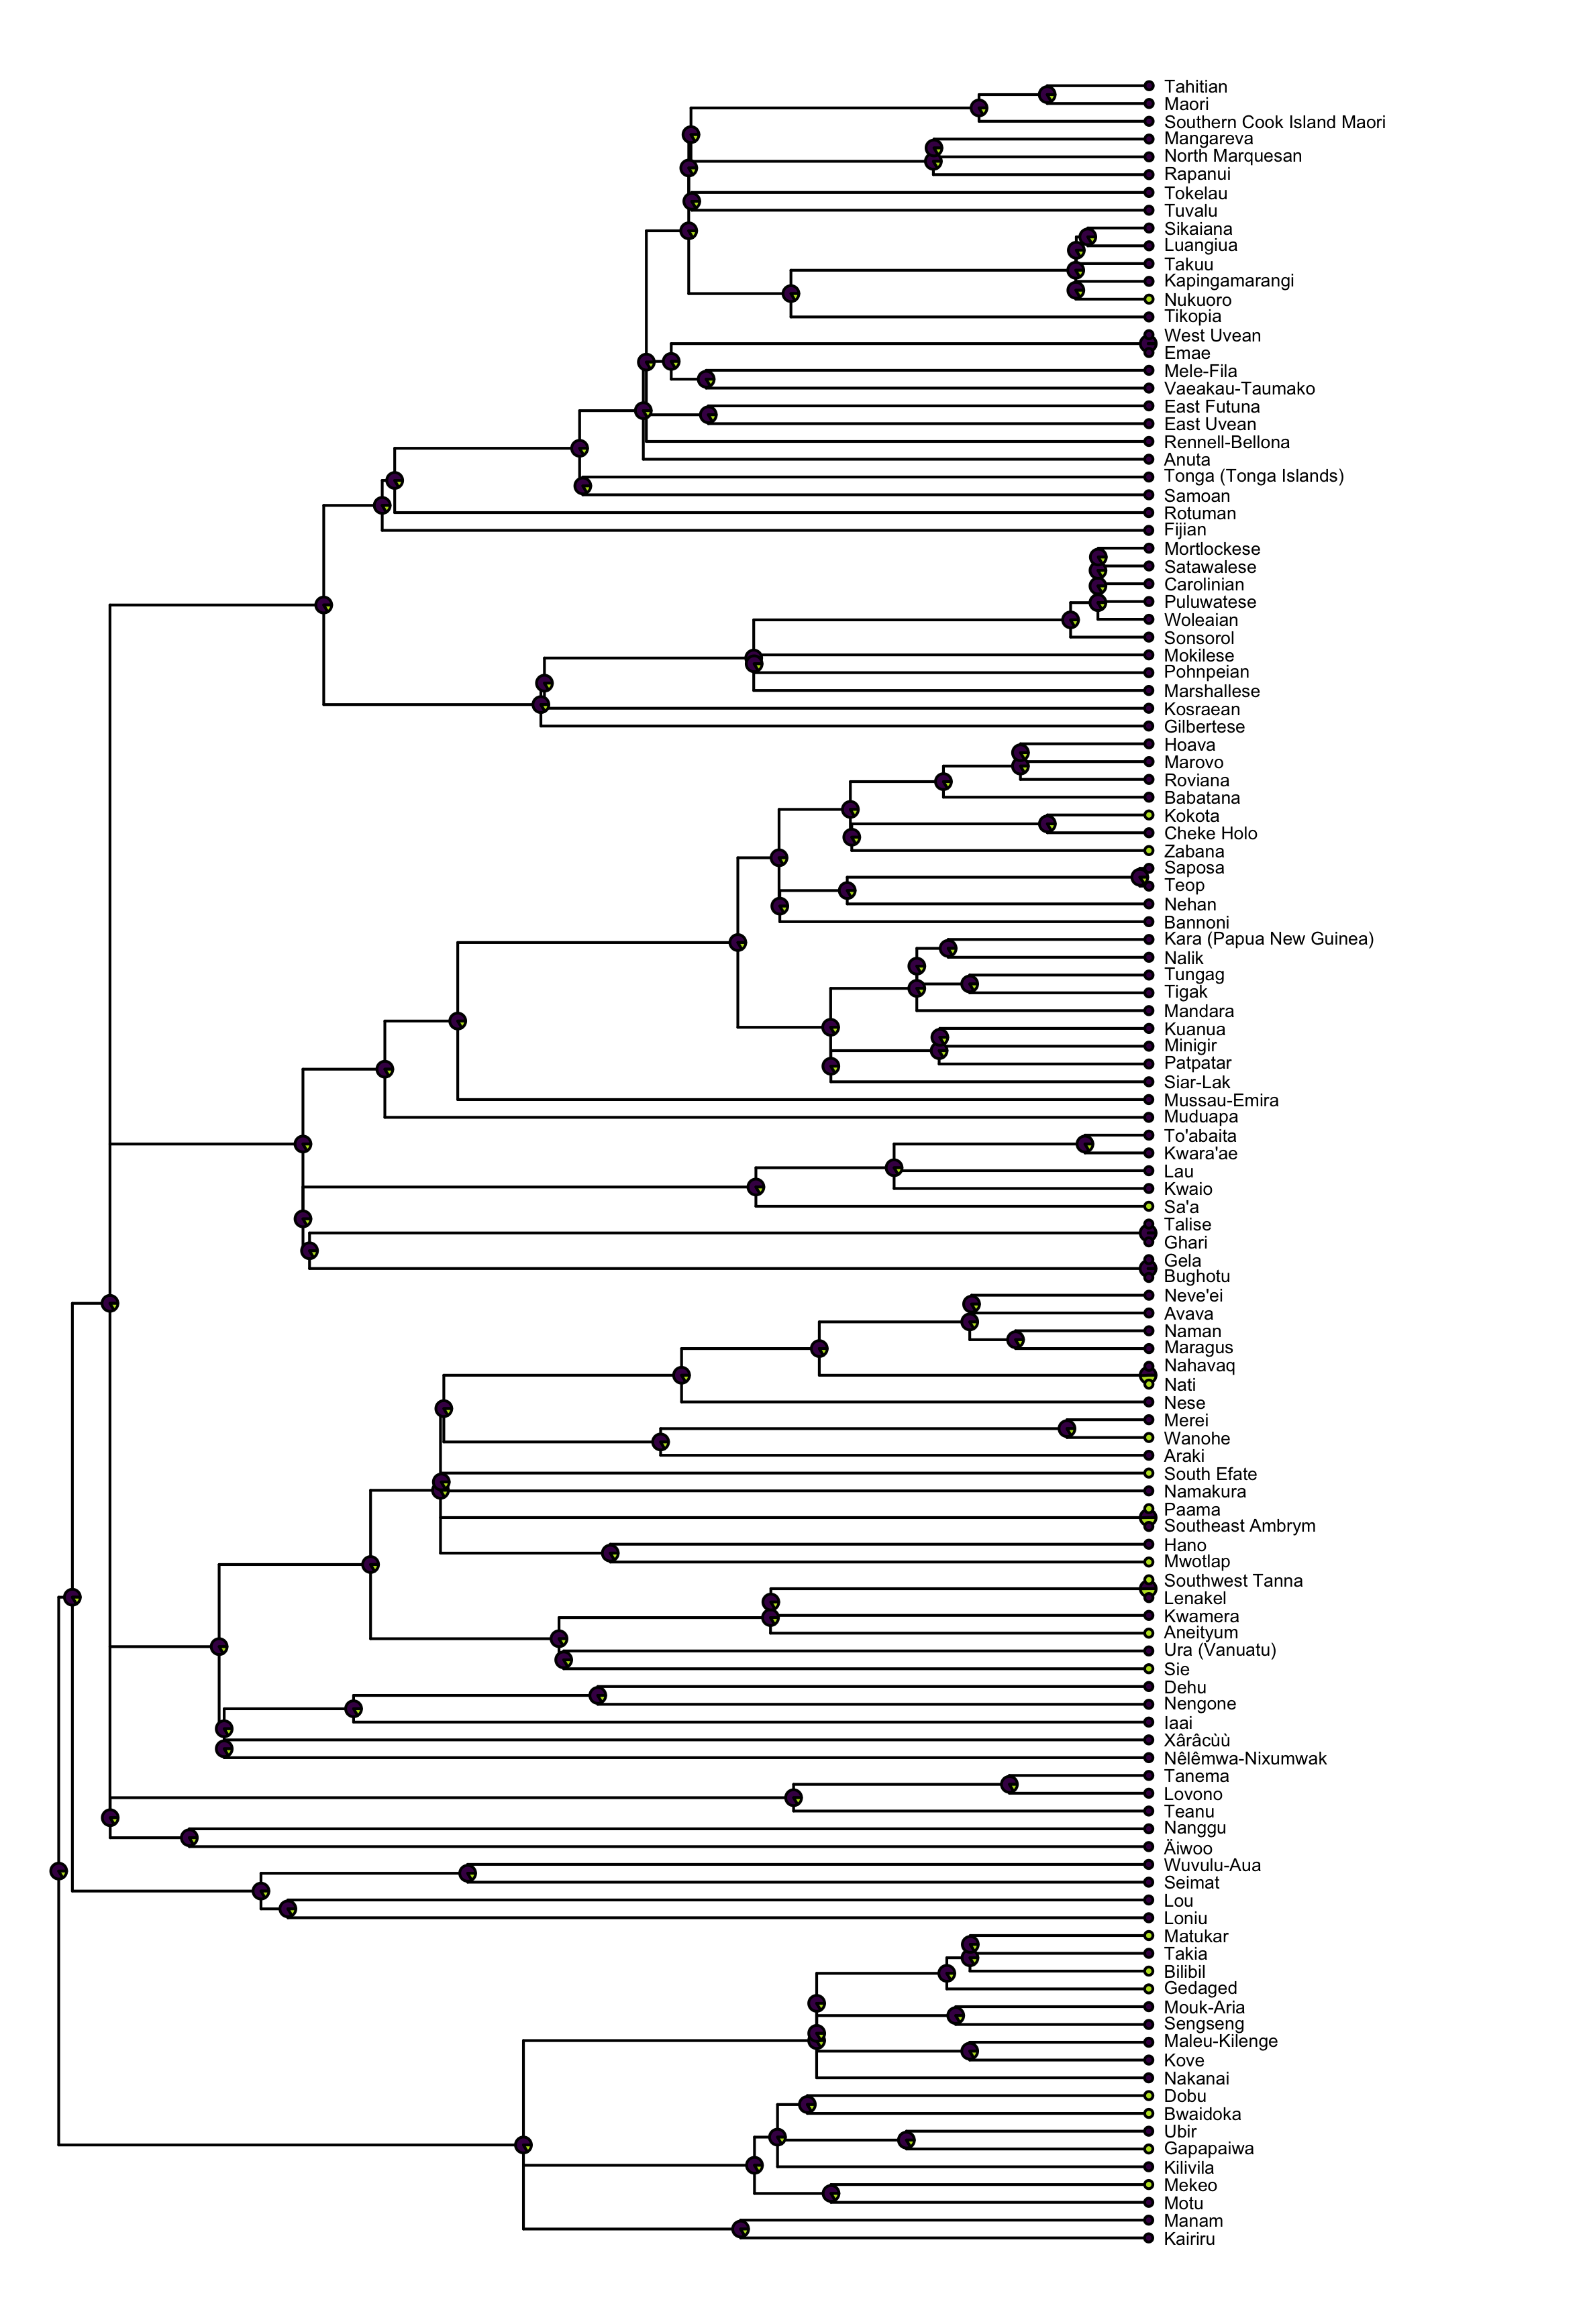 Tahitian
Maori
Southern Cook Island Maori
Mangareva
North Marquesan
Rapanui
Tokelau
Tuvalu
Sikaiana
Luangiua
Takuu
Kapingamarangi
Nukuoro
Tikopia
West Uvean
Emae
Mele-Fila
Vaeakau-Taumako
East Futuna
East Uvean
Rennell-Bellona
Anuta
Tonga (Tonga Islands)
Samoan
Rotuman
Fijian
Mortlockese
Satawalese
Carolinian
Puluwatese
Woleaian
Sonsorol
Mokilese
Pohnpeian
Marshallese
Kosraean
Gilbertese
Hoava
Marovo
Roviana
Babatana
Kokota
Cheke Holo
Zabana
Saposa
Teop
Nehan
Bannoni
Kara (Papua New Guinea)
Nalik
Tungag
Tigak
Mandara
Kuanua
Minigir
Patpatar
Siar-Lak
Mussau-Emira
Muduapa
To'abaita
Kwara'ae
Lau
Kwaio
Sa'a
Talise
Ghari
Gela
Bughotu
Neve'ei
Avava
Naman
Maragus
Nahavaq
Nati
Nese
Merei
Wanohe
Araki
South Efate
Namakura
Paama
Southeast Ambrym
Hano
Mwotlap
Southwest Tanna
Lenakel
Kwamera
Aneityum
Ura (Vanuatu)
Sie
Dehu
Nengone
Iaai
Xârâcùù
Nêlêmwa-Nixumwak
Tanema
Lovono
Teanu
Nanggu
Äiwoo
Wuvulu-Aua
Seimat
Lou
Loniu
Matukar
Takia
Bilibil
Gedaged
Mouk-Aria
Sengseng
Maleu-Kilenge
Kove
Nakanai
Dobu
Bwaidoka
Ubir
Gapapaiwa
Kilivila
Mekeo
Motu
Manam
Kairiru